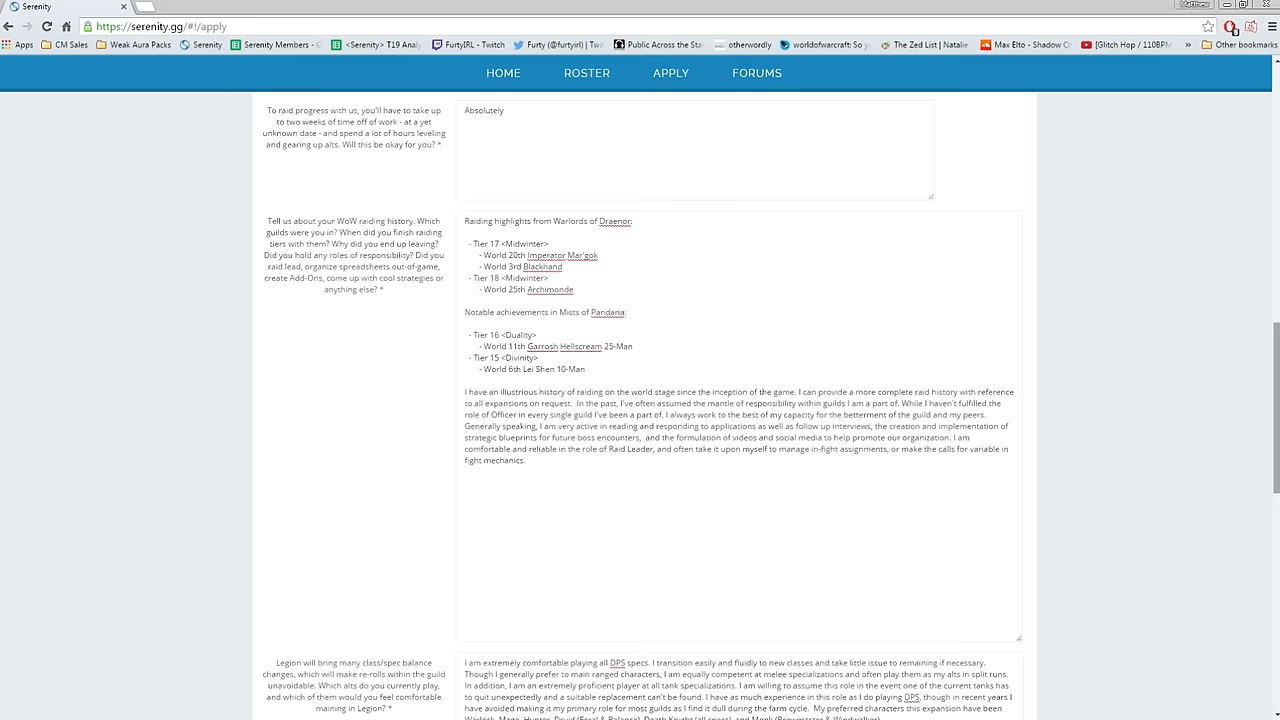 Serenity
Matthew
https://serenity.gg/#!/apply
Apps CM Sales Weak Aura Packs Serenity Serenity Members - G <Serenity> T19 Anal FurtyIRL - Twitch Furty (@furtyirl) | Twit Public Across the Sta otherwordly worldofwarcraft: So y The Zed List | Natalie Max Elto - Shadow O [Glitch Hop / 110BPM » Other bookmarks
HOME ROSTER APPLY FORUMS
To raid progress with us, you'll have to take up
to two weeks of time off of work - at a yet
unknown date - and spend a lot of hours leveling
and gearing up alts. Will this be okay for you? *
Absolutely
Tell us about your WoW raiding history. Which
guilds were you in? When did you finish raiding
tiers with them? Why did you end up leaving?
Did you hold any roles of responsibility? Did you
raid lead, organize spreadsheets out-of-game,
create Add-Ons, come up with cool strategies or
anything else? *
Raiding highlights from Warlords of Draenor:
- Tier 17 <Midwinter>
- World 20th Imperator Mar'gok
- World 3rd Blackhand
- Tier 18 <Midwinter>
- World 25th Archimonde
Notable achievements in Mists of Pandaria:
- Tier 16 <Duality>
- World 11th Garrosh Hellscream 25-Man
- Tier 15 <Divinity>
- World 6th Lei Shen 10-Man
I have an illustrious history of raiding on the world stage since the inception of the game. I can provide a more complete raid history with reference
to all expansions on request. In the past, I've often assumed the mantle of responsibility within guilds I am a part of. While I haven't fulfilled the
role of Officer in every single guild I've been a part of, I always work to the best of my capacity for the betterment of the guild and my peers.
Generally speaking, I am very active in reading and responding to applications as well as follow up interviews, the creation and implementation of
strategic blueprints for future boss encounters, and the formulation of videos and social media to help promote our organization. I am
comfortable and reliable in the role of Raid Leader, and often take it upon myself to manage in-fight assignments, or make the calls for variable in
fight mechanics.
Legion will bring many class/spec balance
changes, which will make re-rolls within the guild
unavoidable. Which alts do you currently play,
and which of them would you feel comfortable
maining in Legion? *
I am extremely comfortable playing all DPS specs. I transition easily and fluidly to new classes and take little issue to remaining if necessary.
Though I generally prefer to main ranged characters, I am equally competent at melee specializations and often play them as my alts in split runs.
In addition, I am an extremely proficient player at all tank specializations. I am willing to assume this role in the event one of the current tanks has
to quit unexpectedly and a suitable replacement can't be found. I have as much experience in this role as I do playing DPS, though in recent years I
have avoided making it my primary role for most guilds as I find it dull during the farm cycle. My preferred characters this expansion have been
Warlock, Mage, Hunter, Druid (Feral & Balance), Death Knight (all specs), and Monk (Brewmaster & Windwalker).